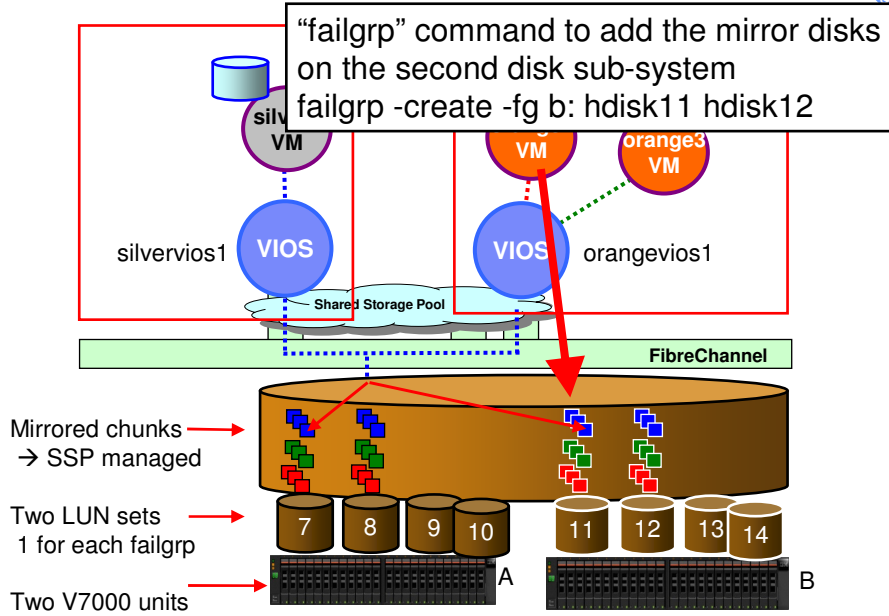 “failgrp” command to add the mirror disks
on the second disk sub-system
failgrp -create -fg b: hdisk11 hdisk12
VM
VM
orange3
VM
silvervios1
VIOS
VIOS
orangevios1
Shared Storage Pool
FibreChannel
Mirrored chunks
→ SSP managed
Two LUN sets
1 for each failgrp
7
8
9
10
11
12
13
14
Two V7000 units
A
B